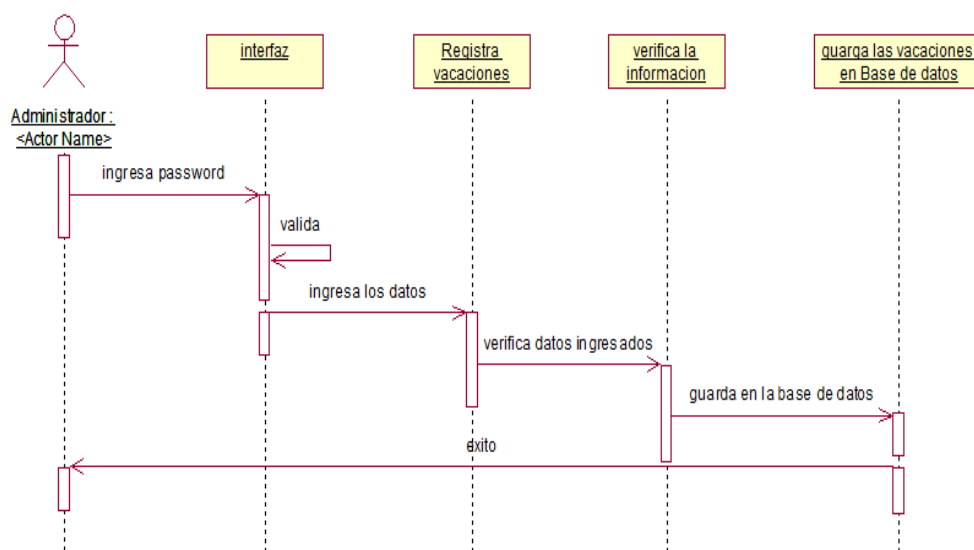 interfaz
Registra
vacaciones
verifica la
informacion
guarga las vacaciones
en Base de datos
Administrador :
<Actor Name>
ingresa password
valida
ingresa los datos
verifica datos ingresados
guarda en la base de datos
exito